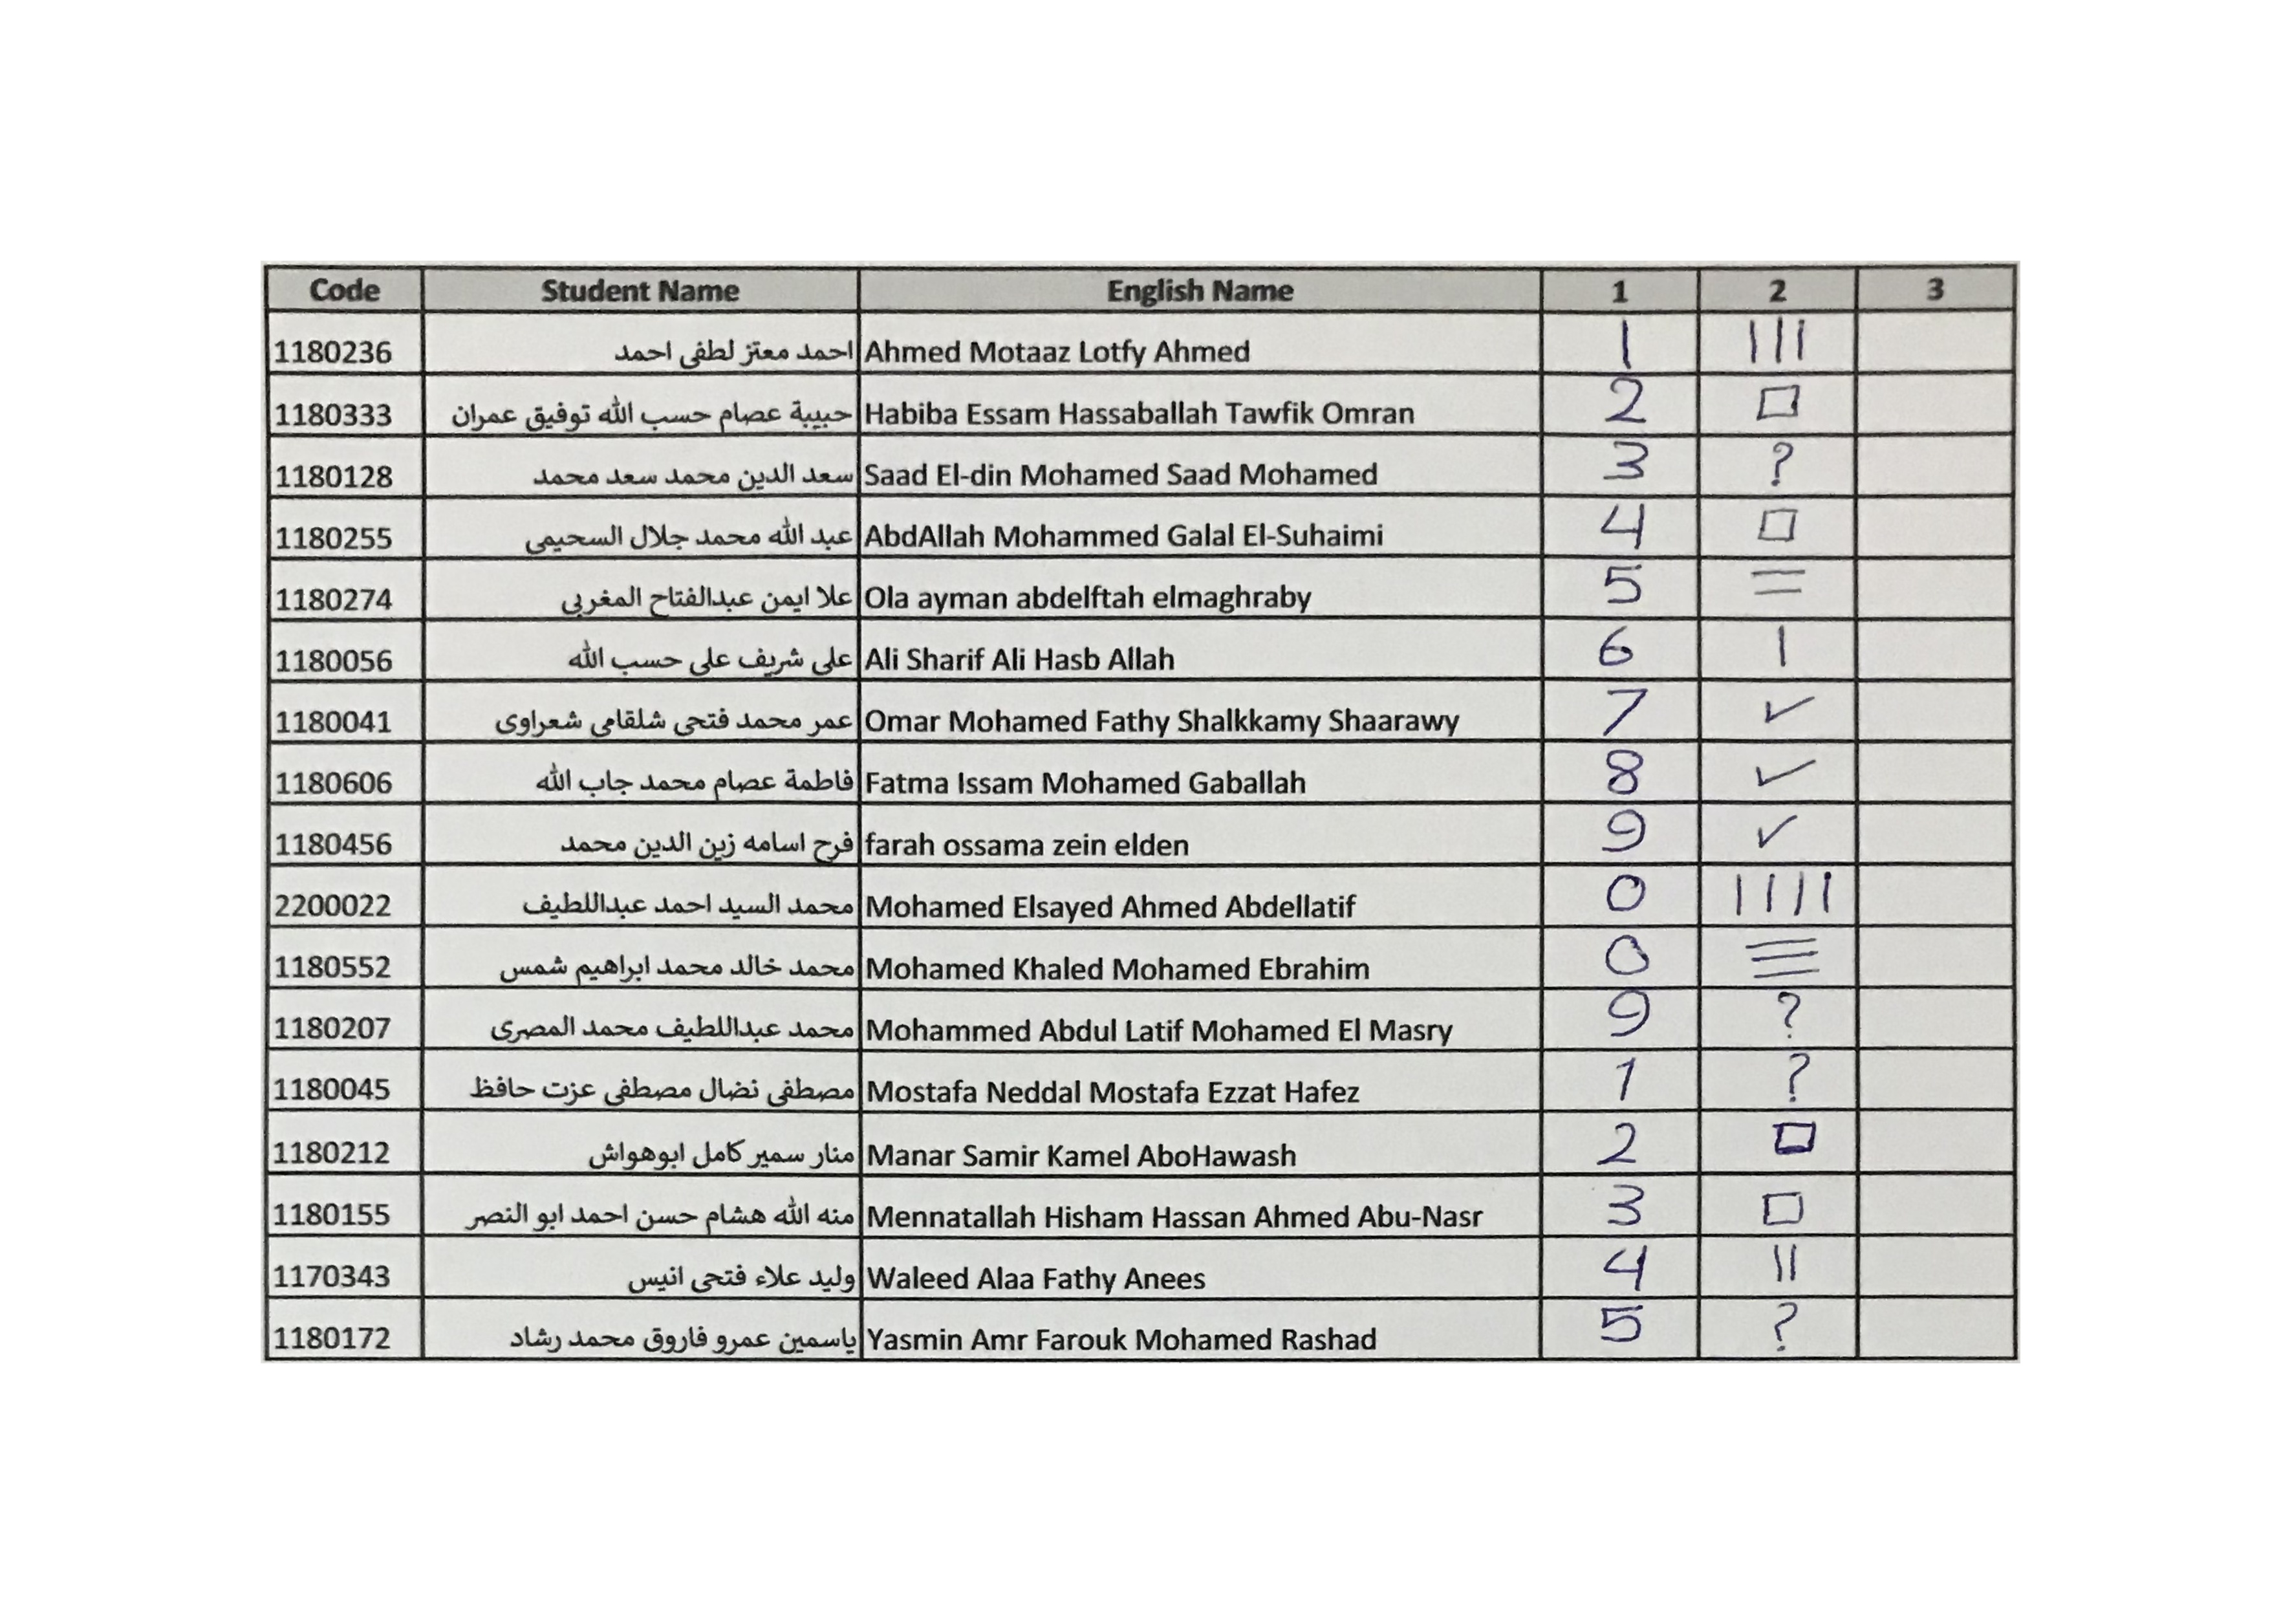 Code Student Name English Name 1 2 3
1180236 احمد معتز لطفى احمد Ahmed Motaaz Lotfy Ahmed 1 |||
1180333 حبيبة عصام حسب الله توفيق عمران Habiba Essam Hassaballah Tawfik Omran 2 □
1180128 سعد الدين محمد سعد محمد Saad El-din Mohamed Saad Mohamed 3 ?
1180255 عبد الله محمد جلال السحيمى AbdAllah Mohammed Galal El-Suhaimi 4 □
1180274 علا ايمن عبدالفتاح المغربى Ola ayman abdelftah elmaghraby 5 =
1180056 على شريف على حسب الله Ali Sharif Ali Hasb Allah 6 |
1180041 عمر محمد فتحى شلقامى شعراوى Omar Mohamed Fathy Shalkkamy Shaarawy 7 ✓
1180606 فاطمة عصام محمد جاب الله Fatma Issam Mohamed Gaballah 8 ✓
1180456 فرح اسامه زين الدين محمد farah ossama zein elden 9 ✓
2200022 محمد السيد احمد عبداللطيف Mohamed Elsayed Ahmed Abdellatif 0 ||||
1180552 محمد خالد محمد ابراهيم شمس Mohamed Khaled Mohamed Ebrahim 0 ≡
1180207 محمد عبداللطيف محمد المصرى Mohammed Abdul Latif Mohamed El Masry 9 ?
1180045 مصطفى نضال مصطفى عزت حافظ Mostafa Neddal Mostafa Ezzat Hafez 1 ?
1180212 منار سمير كامل ابوهواش Manar Samir Kamel AboHawash 2 □
1180155 منه الله هشام حسن احمد ابو النصر Mennatallah Hisham Hassan Ahmed Abu-Nasr 3 □
1170343 وليد علاء فتحى انيس Waleed Alaa Fathy Anees 4 ||
1180172 ياسمين عمرو فاروق محمد رشاد Yasmin Amr Farouk Mohamed Rashad 5 ?